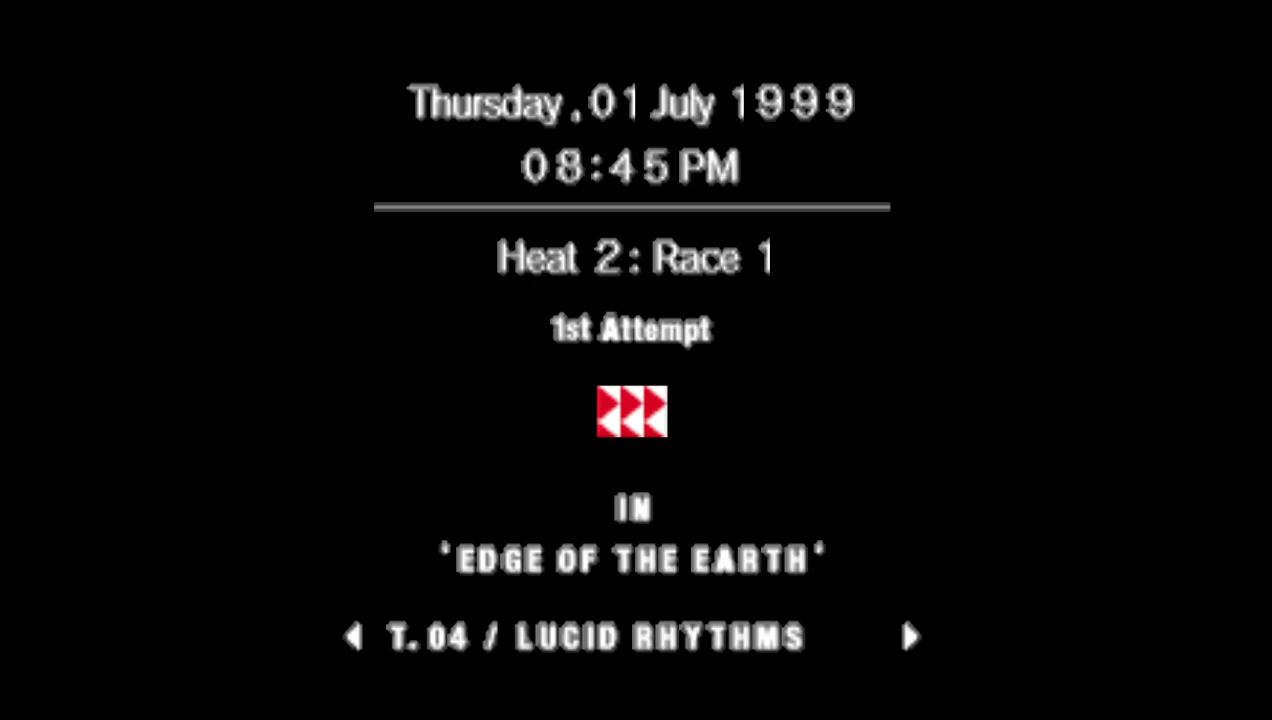 Thursday, 01 July 1999
08:45 PM
Heat 2: Race 1
1st Attempt
IN
'EDGE OF THE EARTH'
T.04 / LUCID RHYTHMS